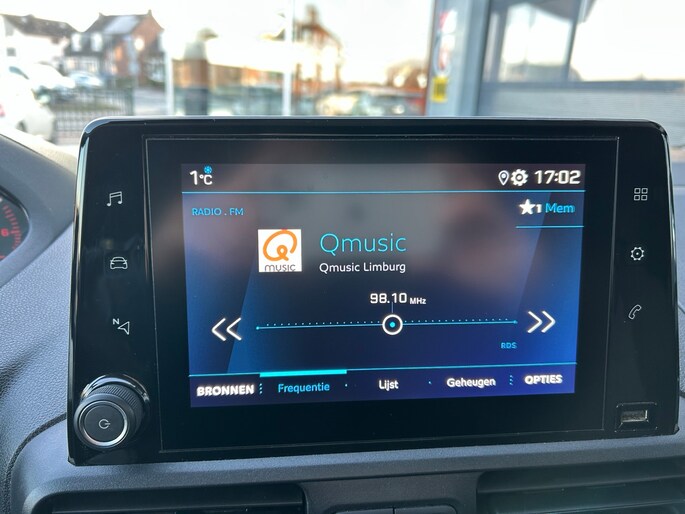 1°C 17:02
RADIO . FM
1 Mem
Q
MUSIC
Qmusic
Qmusic Limburg
98.10 MHz
RDS
BRONNEN Frequentie Lijst Geheugen OPTIES
N